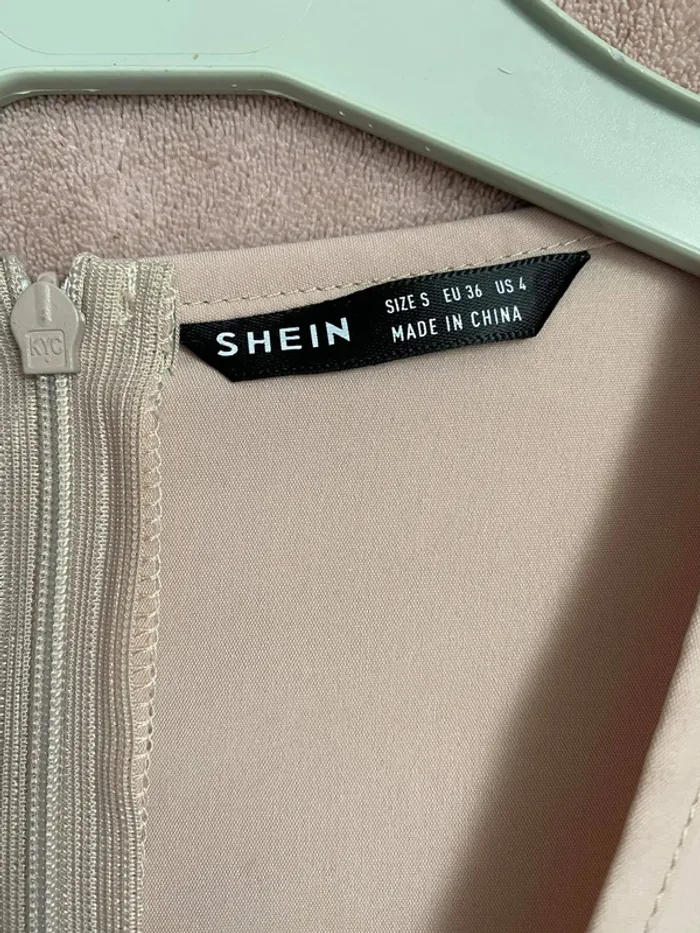 KYC
SHEIN
SIZE S EU 36 US 4
MADE IN CHINA